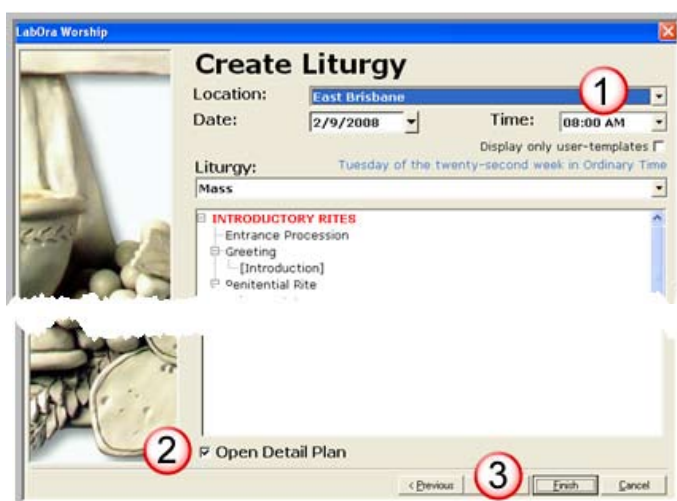 LabOra Worship
Create Liturgy
Location: East Brisbane 1
Date: 2/9/2008 Time: 08:00 AM
Display only user-templates
Liturgy: Tuesday of the twenty-second week in Ordinary Time
Mass
INTRODUCTORY RITES
Entrance Procession
Greeting
[Introduction]
Penitential Rite
2 Open Detail Plan
< Previous 3 Finish Cancel